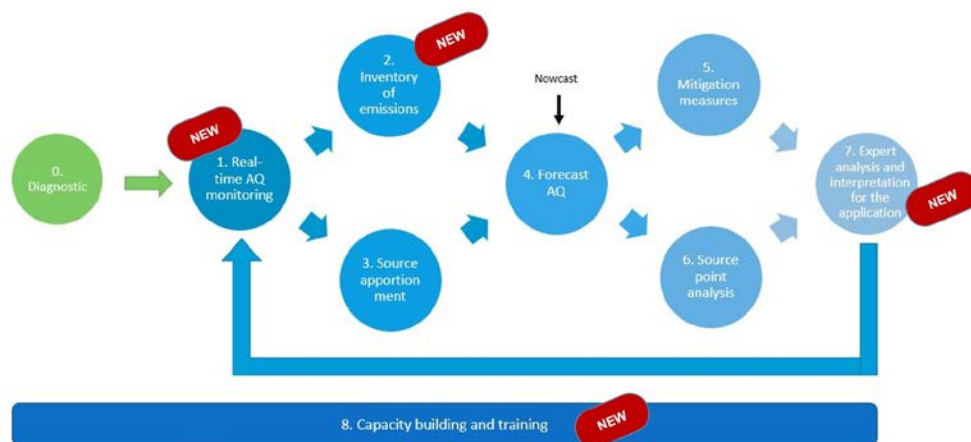 0.
Diagnostic
NEW
1. Real-
time AQ
monitoring
NEW
2.
Inventory
of
emissions
3. Source
apportion
ment
Nowcast
4. Forecast
AQ
5.
Mitigation
measures
6. Source
point
analysis
7. Expert
analysis and
interpretation
for the
application
NEW
8. Capacity building and training
NEW